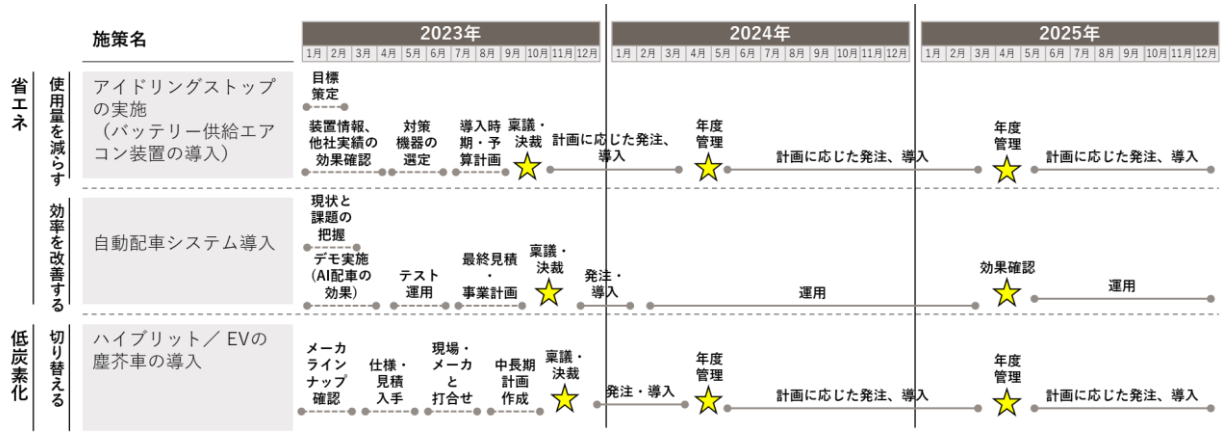 施策名
2023年
2024年
2025年
1月 2月 3月 4月 5月 6月 7月 8月 9月 10月 11月 12月
1月 2月 3月 4月 5月 6月 7月 8月 9月 10月 11月 12月
1月 2月 3月 4月 5月 6月 7月 8月 9月 10月 11月 12月
省エネ
使用量を減らす
アイドリングストップ
の実施
（バッテリー供給エア
コン装置の導入）
目標
策定
装置情報、
他社実績の
効果確認
対策
機器の
選定
導入時
期・予
算計画
稟議・
決裁
計画に応じた発注、
導入
年度
管理
計画に応じた発注、導入
年度
管理
計画に応じた発注、導入
効率を改善する
自動配車システム導入
現状と
課題の
把握
デモ実施
(AI配車の
効果)
テスト
運用
最終見積
・
事業計画
稟議・
決裁
発注・
導入
運用
効果確認
運用
低炭素化
切り替える
ハイブリット／ EVの
塵芥車の導入
メーカ
ライン
ナップ
確認
仕様・
見積
入手
現場・
メーカ
と
打合せ
中長期
計画
作成
稟議・
決裁
発注・導入
年度
管理
計画に応じた発注、導入
年度
管理
計画に応じた発注、導入